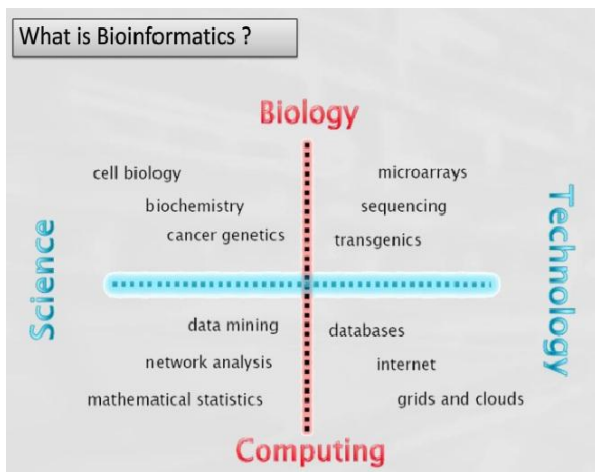 What is Bioinformatics ?
Biology
cell biology
microarrays
biochemistry
sequencing
cancer genetics
transgenics
Science
Technology
data mining
databases
network analysis
internet
mathematical statistics
grids and clouds
Computing